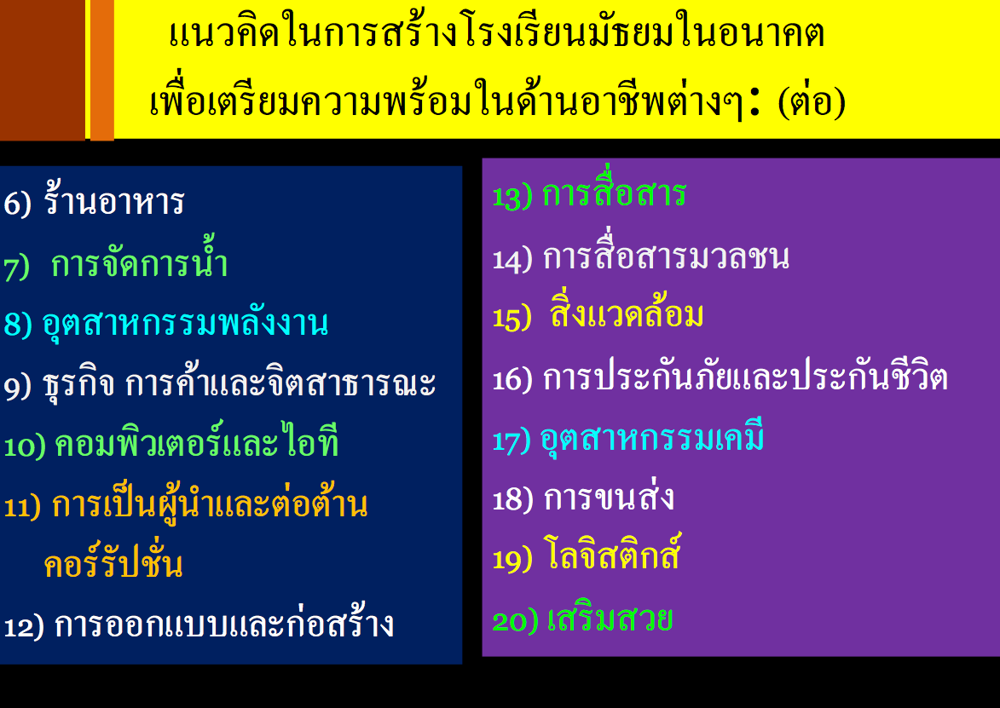 แนวคิดในการสร้างโรงเรียนมัธยมในอนาคต
เพื่อเตรียมความพร้อมในด้านอาชีพต่างๆ: (ต่อ)
6) ร้านอาหาร
7) การจัดการน้ำ
8) อุตสาหกรรมพลังงาน
9) ธุรกิจ การค้าและจิตสาธารณะ
10) คอมพิวเตอร์และไอที
11) การเป็นผู้นำและต่อต้าน
คอร์รัปชั่น
12) การออกแบบและก่อสร้าง
13) การสื่อสาร
14) การสื่อสารมวลชน
15) สิ่งแวดล้อม
16) การประกันภัยและประกันชีวิต
17) อุตสาหกรรมเคมี
18) การขนส่ง
19) โลจิสติกส์
20) เสริมสวย